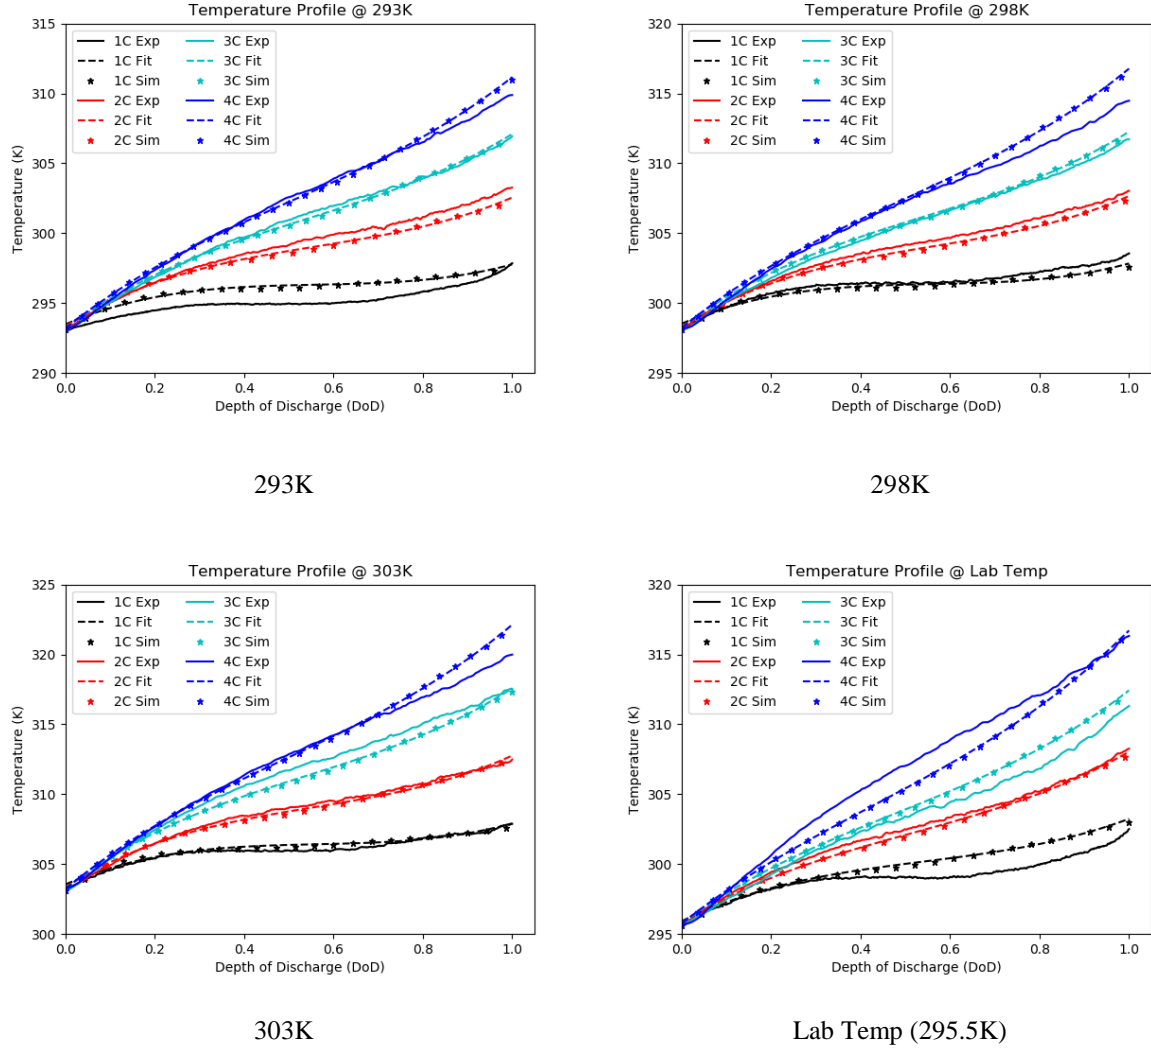 Temperature Profile @ 293K
315
310
305
300
295
290
Temperature (K)
1C Exp
1C Fit
1C Sim
2C Exp
2C Fit
2C Sim
3C Exp
3C Fit
3C Sim
4C Exp
4C Fit
4C Sim
0.0 0.2 0.4 0.6 0.8 1.0
Depth of Discharge (DoD)
293K
Temperature Profile @ 298K
320
315
310
305
300
295
Temperature (K)
1C Exp
1C Fit
1C Sim
2C Exp
2C Fit
2C Sim
3C Exp
3C Fit
3C Sim
4C Exp
4C Fit
4C Sim
0.0 0.2 0.4 0.6 0.8 1.0
Depth of Discharge (DoD)
298K
Temperature Profile @ 303K
325
320
315
310
305
300
Temperature (K)
1C Exp
1C Fit
1C Sim
2C Exp
2C Fit
2C Sim
3C Exp
3C Fit
3C Sim
4C Exp
4C Fit
4C Sim
0.0 0.2 0.4 0.6 0.8 1.0
Depth of Discharge (DoD)
303K
Temperature Profile @ Lab Temp
320
315
310
305
300
295
Temperature (K)
1C Exp
1C Fit
1C Sim
2C Exp
2C Fit
2C Sim
3C Exp
3C Fit
3C Sim
4C Exp
4C Fit
4C Sim
0.0 0.2 0.4 0.6 0.8 1.0
Depth of Discharge (DoD)
Lab Temp (295.5K)